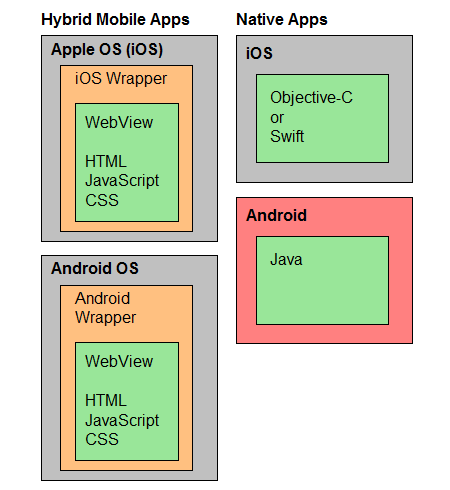 Hybrid Mobile Apps
Apple OS (iOS)
iOS Wrapper
WebView
HTML
JavaScript
CSS
Android OS
Android
Wrapper
WebView
HTML
JavaScript
CSS
Native Apps
iOS
Objective-C
or
Swift
Android
Java